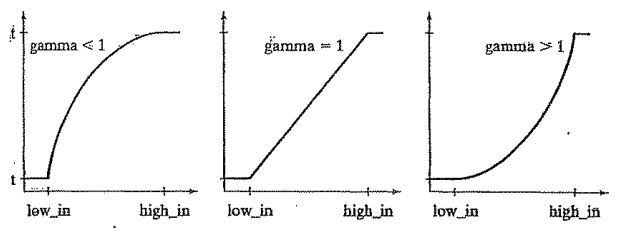 gamma < 1
gamma = 1
gamma > 1
t
t
low_in
high_in
low_in
high_in
low_in
high_in